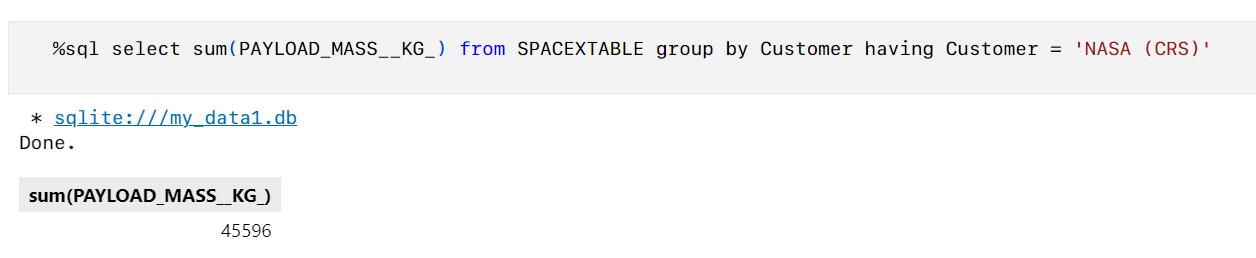 %sql select sum(PAYLOAD_MASS__KG_) from SPACEXTABLE group by Customer having Customer = 'NASA (CRS)'
* sqlite:///my_data1.db
Done.
sum(PAYLOAD_MASS__KG_)
45596